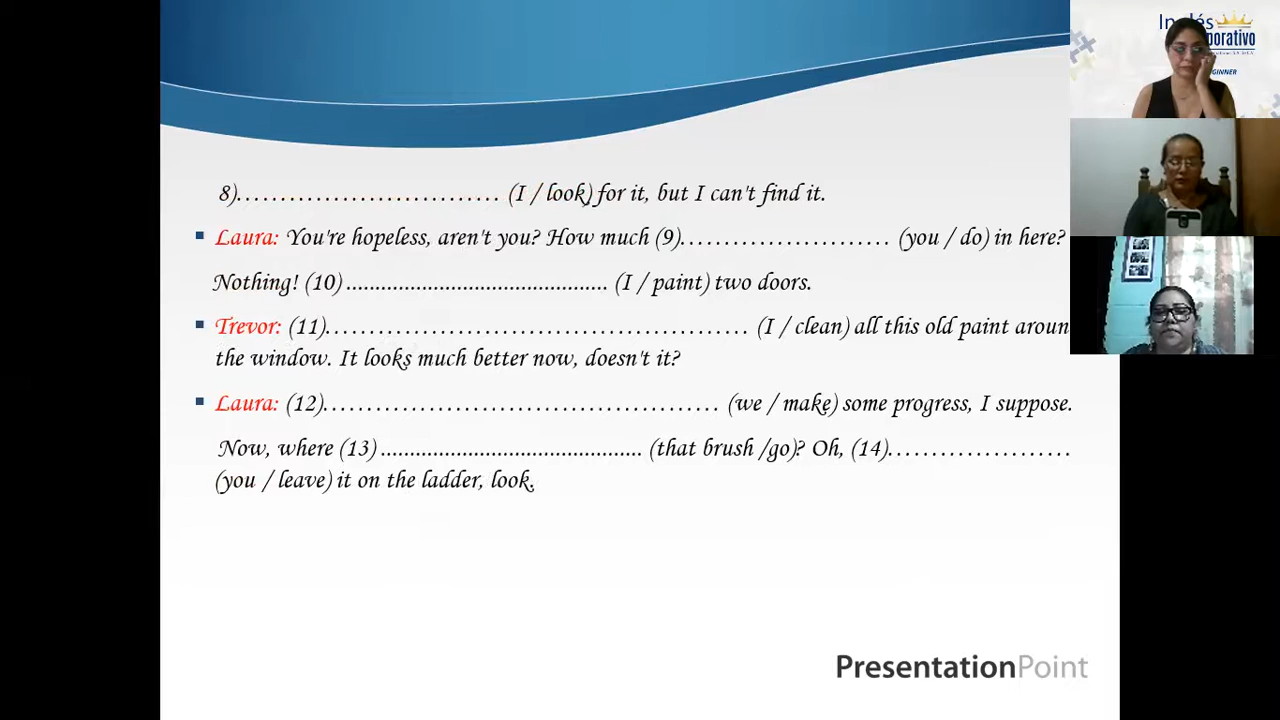 8)………………………… (I / look) for it, but I can't find it.
Laura: You're hopeless, aren't you? How much (9)…………………… (you / do) in here?
Nothing! (10) ........................................... (I / paint) two doors.
Trevor: (11)………………………………………… (I / clean) all this old paint aroun
the window. It looks much better now, doesn't it?
Laura: (12)……………………………………… (we / make) some progress, I suppose.
Now, where (13) ........................................... (that brush /go)? Oh, (14)…………………
(you / leave) it on the ladder, look.
PresentationPoint